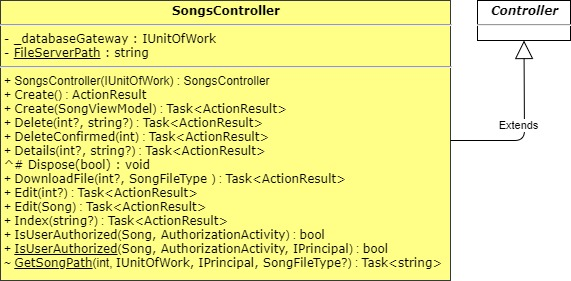 SongsController
- _databaseGateway : IUnitOfWork
- FileServerPath : string
+ SongsController(IUnitOfWork) : SongsController
+ Create() : ActionResult
+ Create(SongViewModel) : Task<ActionResult>
+ Delete(int?, string?) : Task<ActionResult>
+ DeleteConfirmed(int) : Task<ActionResult>
+ Details(int?, string?) : Task<ActionResult>
^# Dispose(bool) : void
+ DownloadFile(int?, SongFileType ) : Task<ActionResult>
+ Edit(int?) : Task<ActionResult>
+ Edit(Song) : Task<ActionResult>
+ Index(string?) : Task<ActionResult>
+ IsUserAuthorized(Song, AuthorizationActivity) : bool
+ IsUserAuthorized(Song, AuthorizationActivity, IPrincipal) : bool
~ GetSongPath(int, IUnitOfWork, IPrincipal, SongFileType?) : Task<string>
Controller
Extends